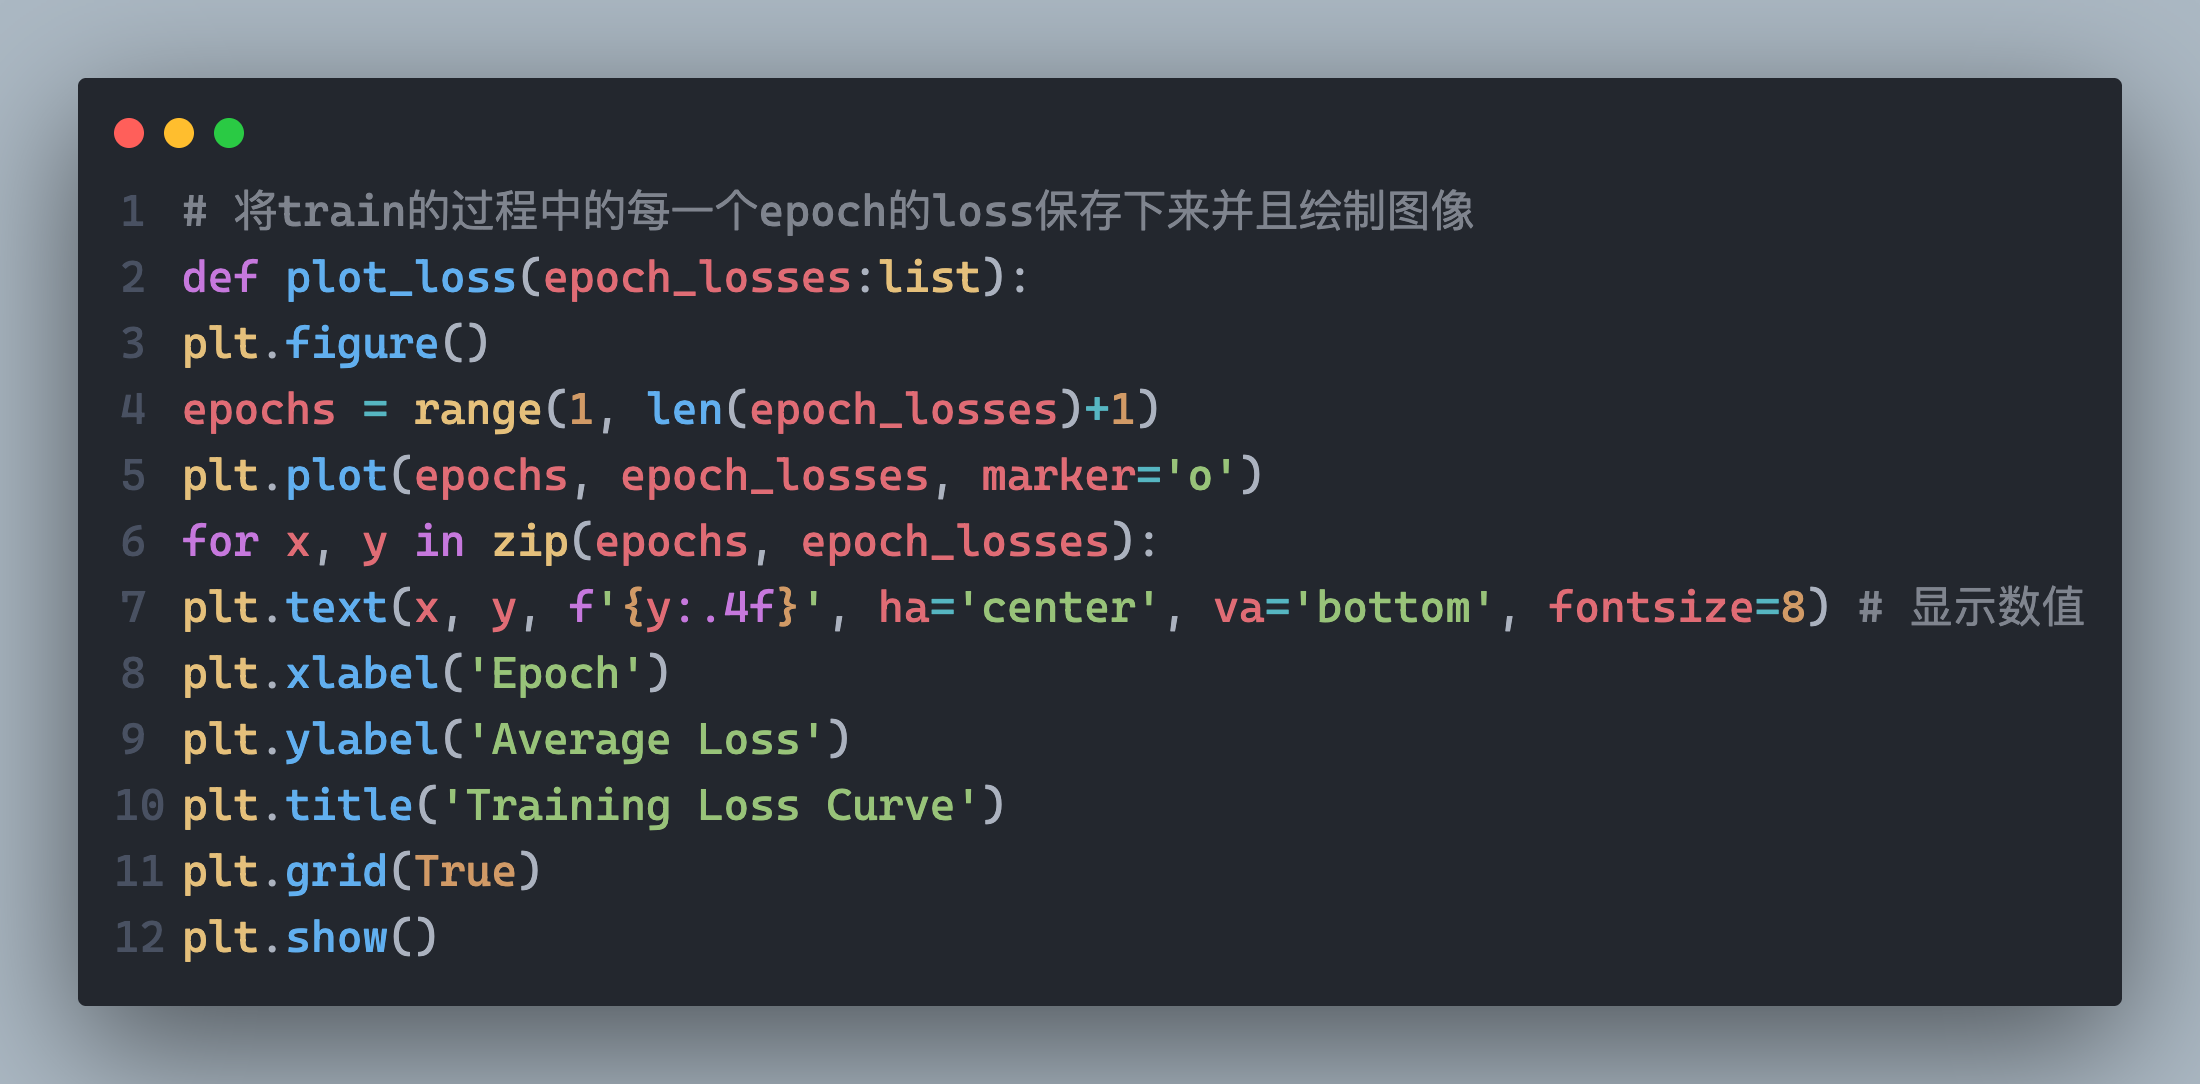 1 # 将train的过程中的每一个epoch的loss保存下来并且绘制图像
2 def plot_loss(epoch_losses:list):
3 plt.figure()
4 epochs = range(1, len(epoch_losses)+1)
5 plt.plot(epochs, epoch_losses, marker='o')
6 for x, y in zip(epochs, epoch_losses):
7 plt.text(x, y, f'{y:.4f}', ha='center', va='bottom', fontsize=8) # 显示数值
8 plt.xlabel('Epoch')
9 plt.ylabel('Average Loss')
10 plt.title('Training Loss Curve')
11 plt.grid(True)
12 plt.show()